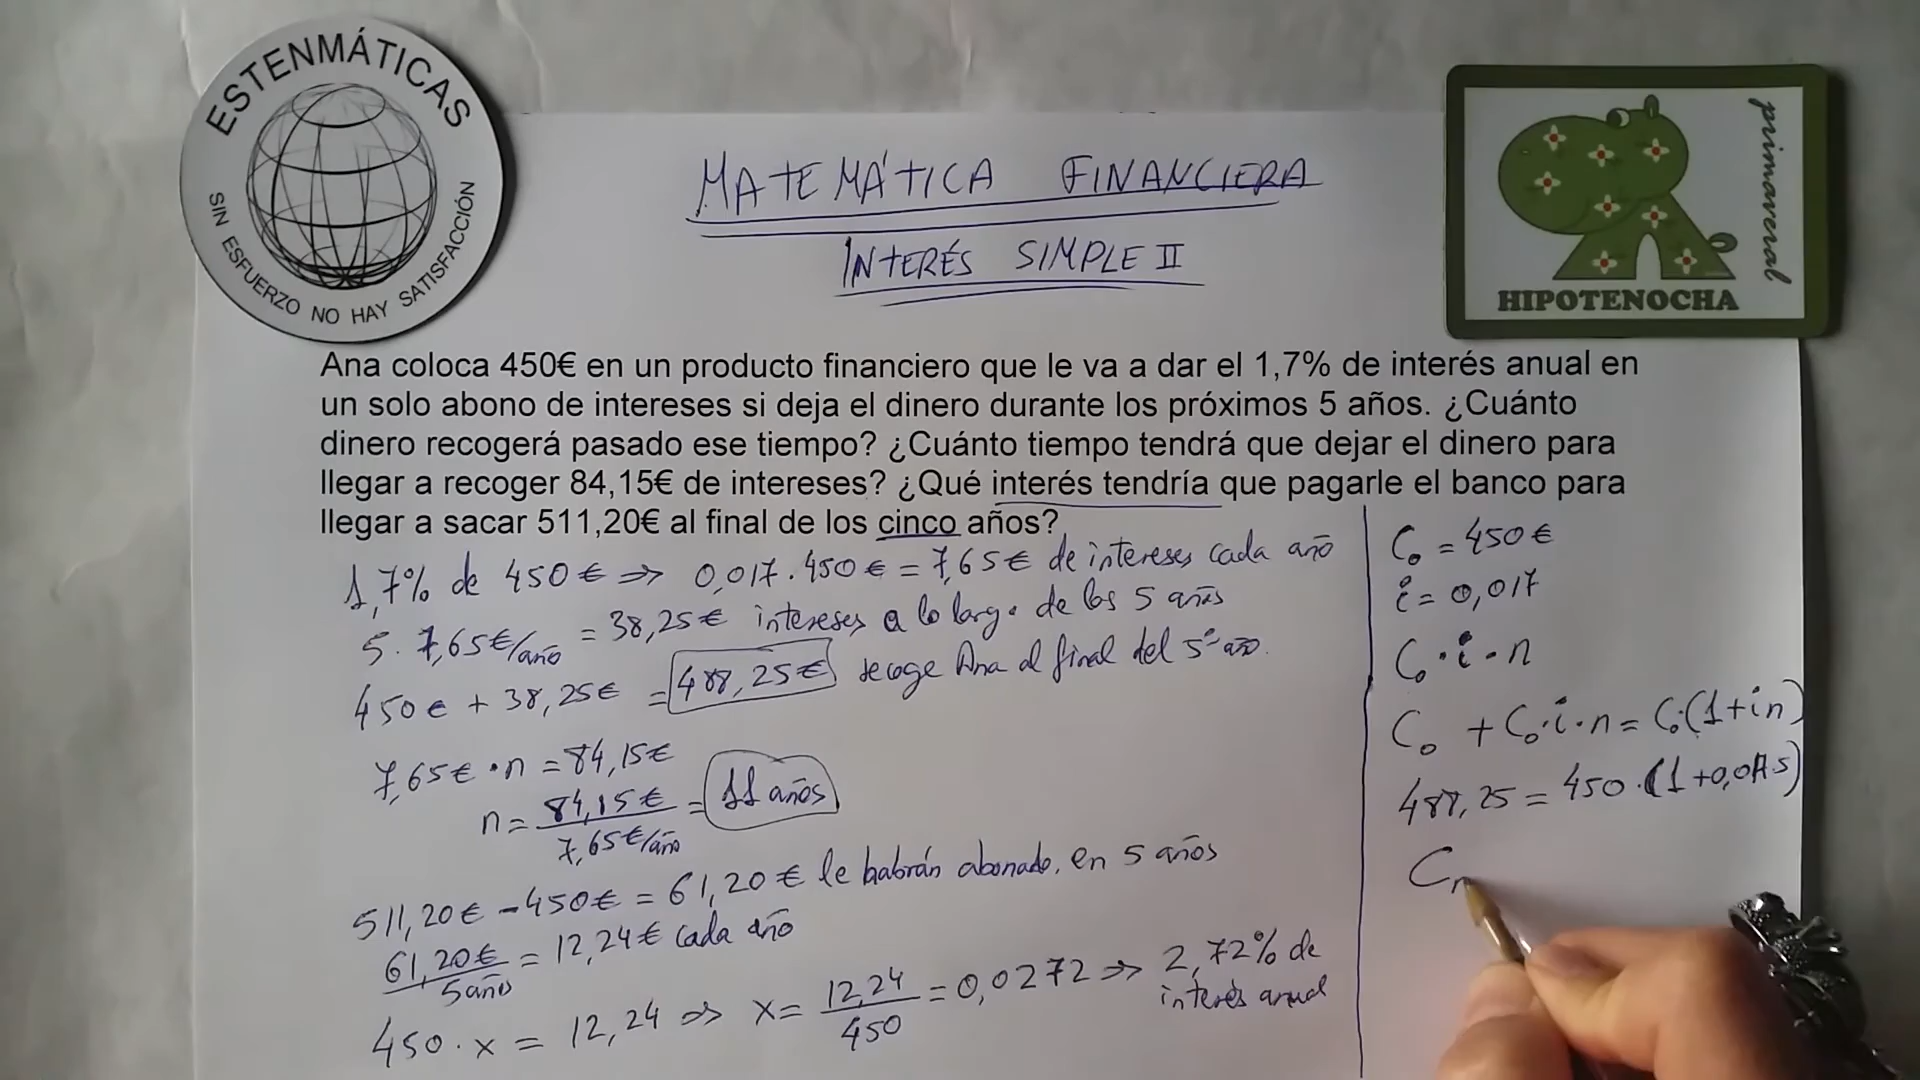 ESTENMÁTICAS
SIN ESFUERZO NO HAY SATISFACCIÓN
MATEMÁTICA FINANCIERA
INTERÉS SIMPLE II
primaveral
HIPOTENOCHA
Ana coloca 450€ en un producto financiero que le va a dar el 1,7% de interés anual en
un solo abono de intereses si deja el dinero durante los próximos 5 años. ¿Cuánto
dinero recogerá pasado ese tiempo? ¿Cuánto tiempo tendrá que dejar el dinero para
llegar a recoger 84,15€ de intereses? ¿Qué interés tendría que pagarle el banco para
llegar a sacar 511,20€ al final de los cinco años?
1,7% de 450€ ⇒ 0,017.450€ = 7,65€ de intereses cada año
5. 7,65€/año = 38,25€ intereses a lo largo de los 5 años
450€ + 38,25€ = 488,25€ recoge Ana al final del 5º año.
7,65€ · n = 84,15€
n = 84,15€ / 7,65€/año = 11 años
511,20€ - 450€ = 61,20€ le habrán abonado, en 5 años
61,20€ / 5 años = 12,24€ cada año
450 · x = 12,24 ⇒ x = 12,24 / 450 = 0,0272 ⇒ 2,72% de
interés anual
C₀ = 450€
i = 0,017
C₀ · i · n
C₀ + C₀ · i · n = C₀·(1+in)
488,25 = 450·(1+0,017·5)
Cₙ